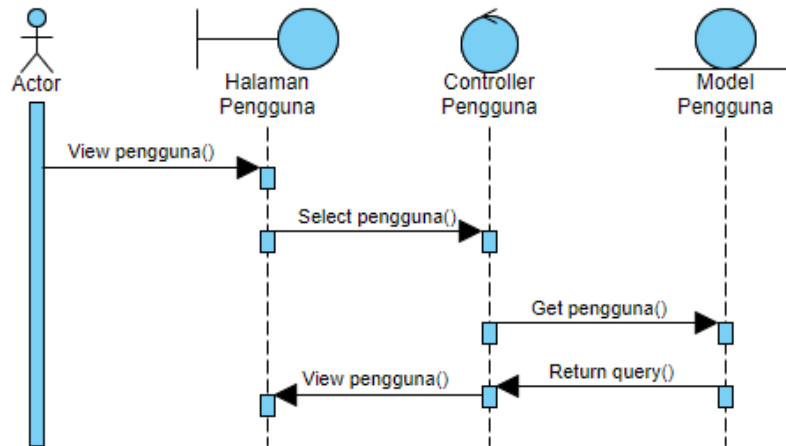 Actor
Halaman
Pengguna
Controller
Pengguna
Model
Pengguna
View pengguna()
Select pengguna()
Get pengguna()
Return query()
View pengguna()